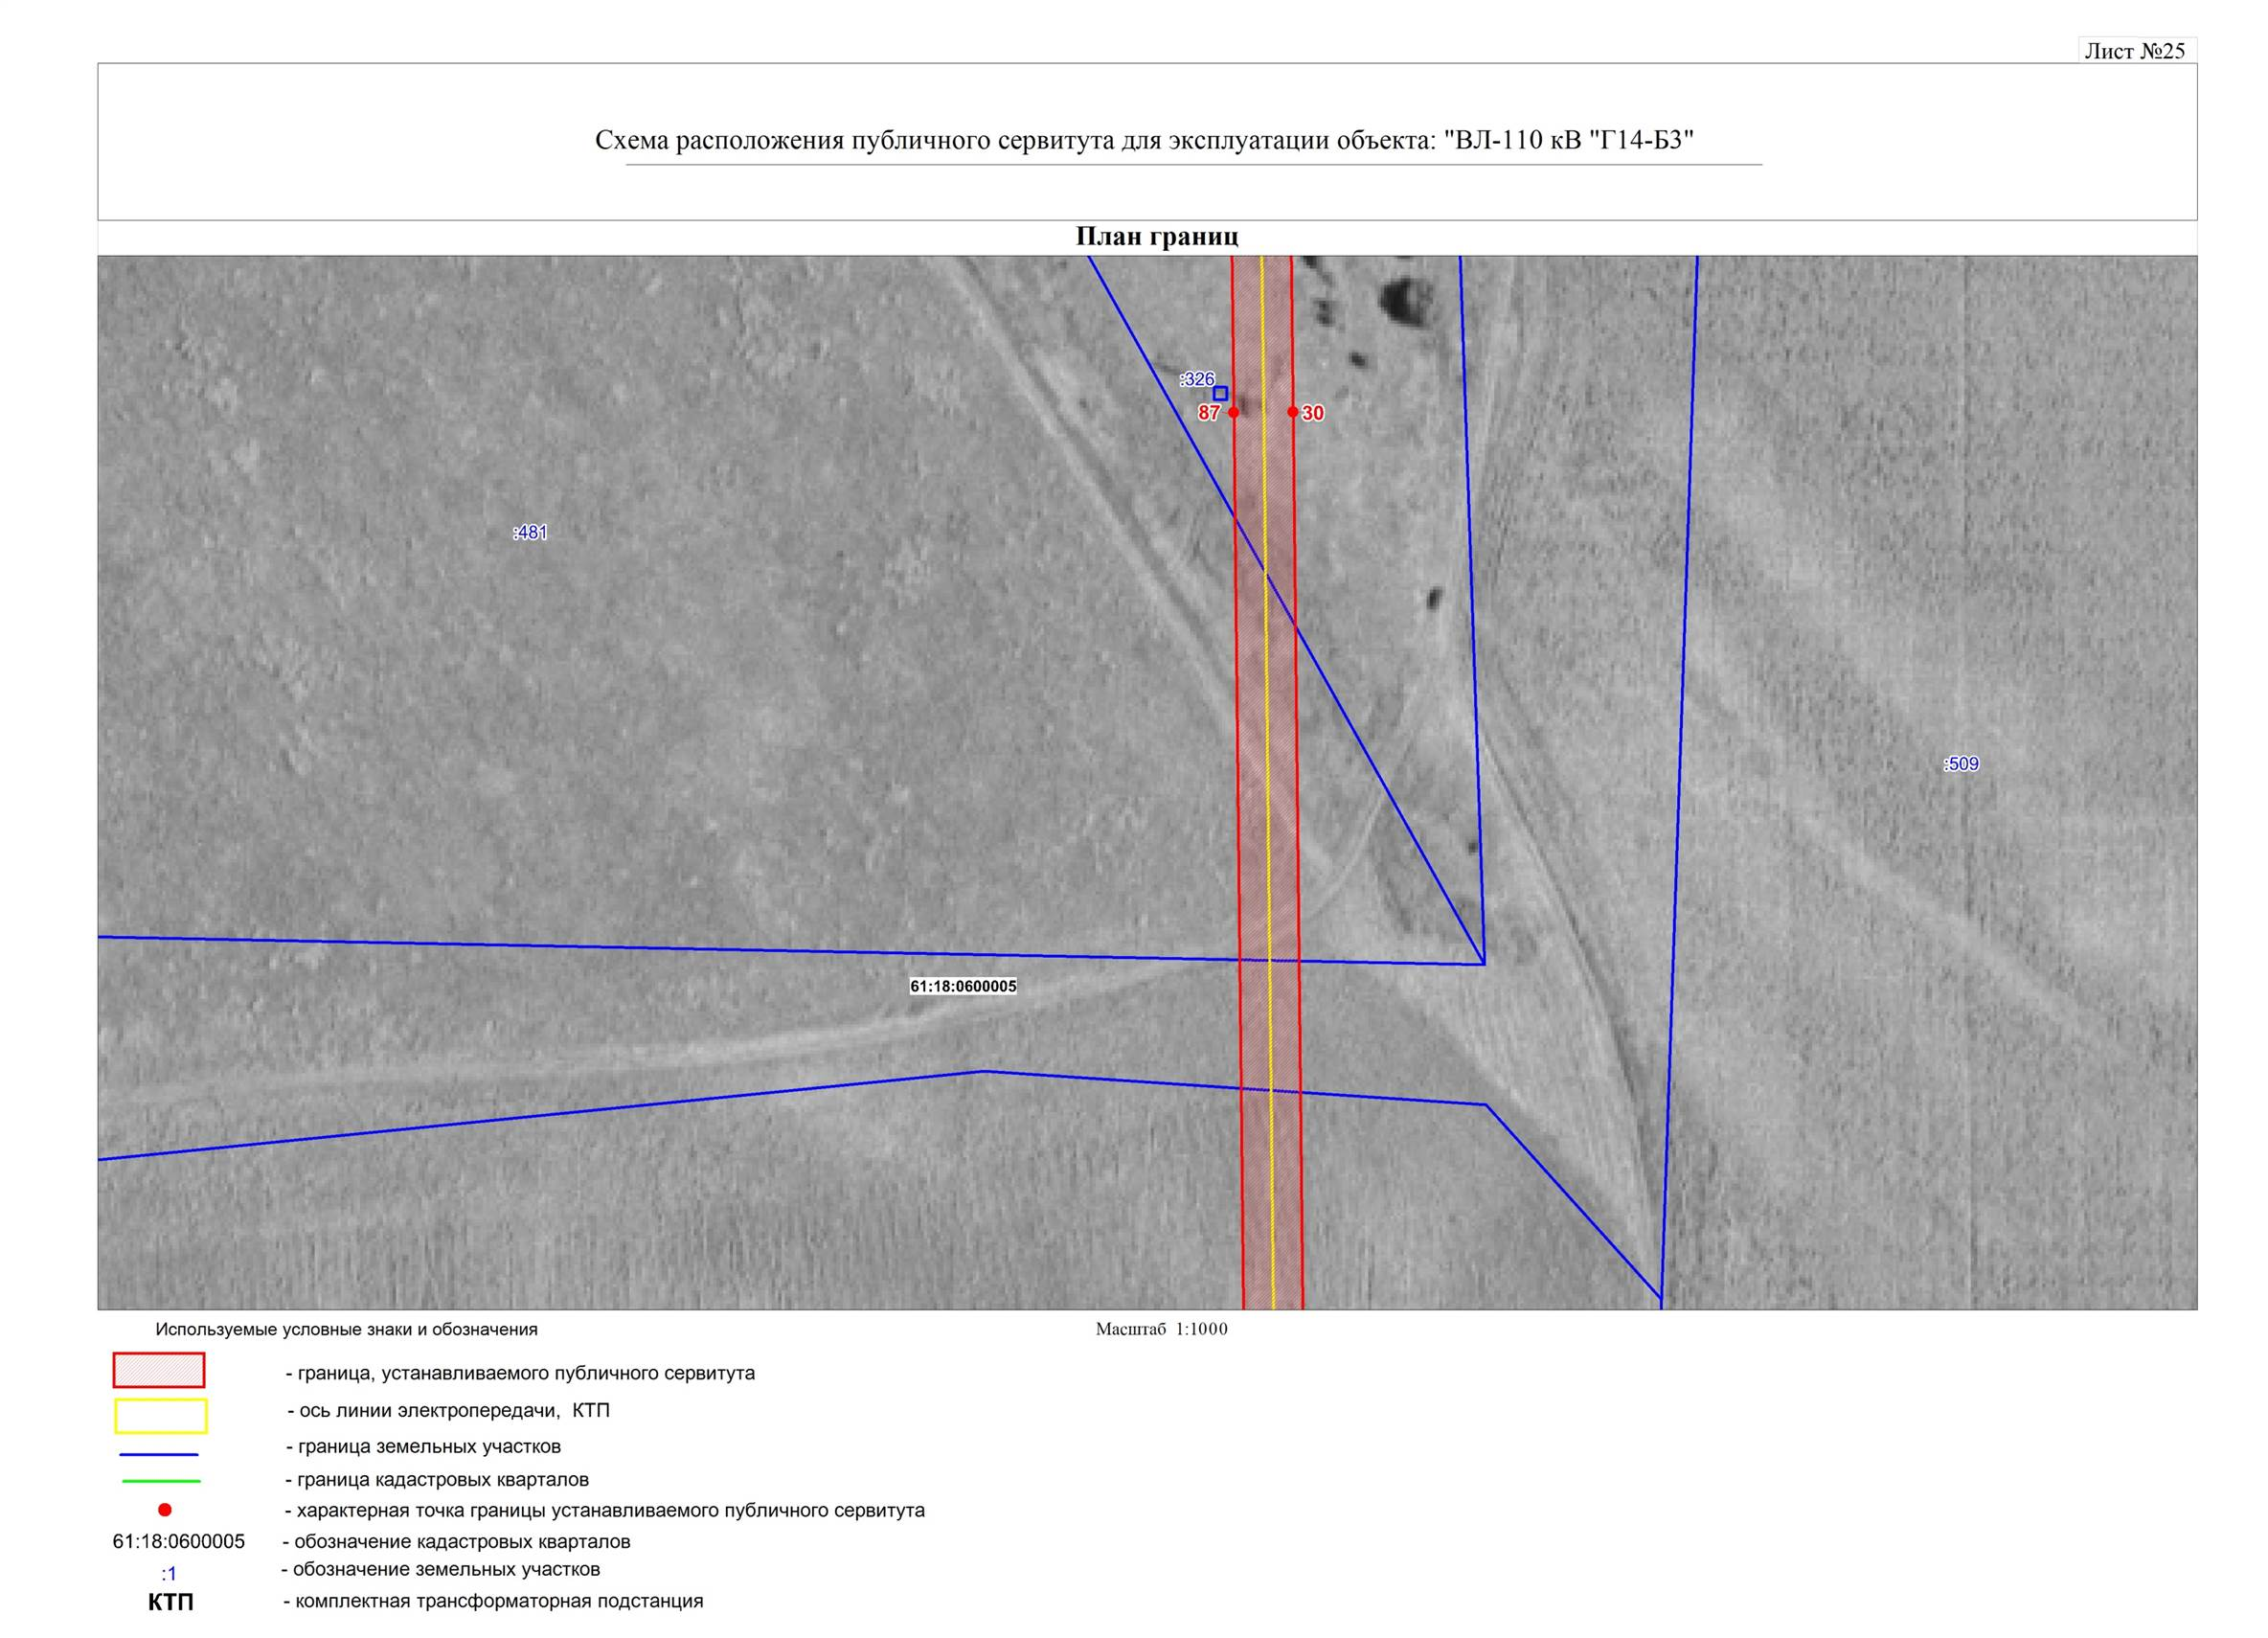 Лист №25
Схема расположения публичного сервитута для эксплуатации объекта: "ВЛ-110 кВ "Г14-Б3"
План границ
:326
87
30
:481
:509
61:18:0600005
Используемые условные знаки и обозначения
Масштаб 1:1000
- граница, устанавливаемого публичного сервитута
- ось линии электропередачи, КТП
- граница земельных участков
- граница кадастровых кварталов
- характерная точка границы устанавливаемого публичного сервитута
61:18:0600005 - обозначение кадастровых кварталов
:1 - обозначение земельных участков
КТП - комплектная трансформаторная подстанция